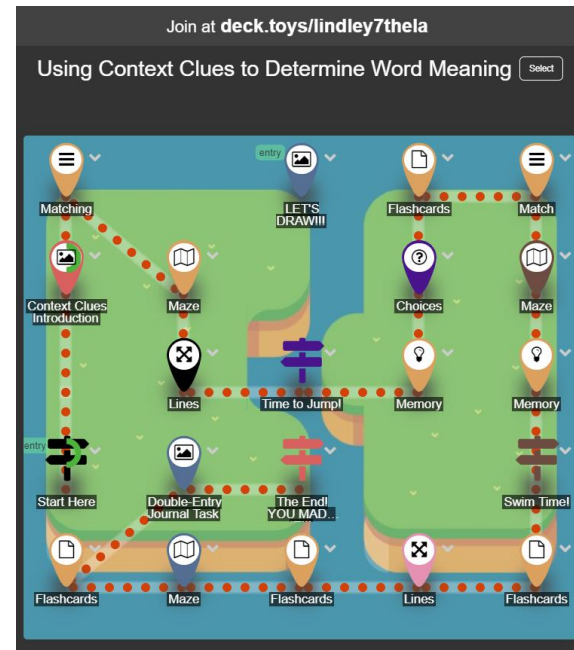 Join at deck.toys/lindley7thela
Using Context Clues to Determine Word Meaning
Select
entry
Matching
LET'S
DRAW!!!
Flashcards
Match
Context Clues
Introduction
Maze
Choices
Maze
Lines
Time to Jump!
Memory
Memory
entry
Start Here
Double-Entry
Journal Task
The End!
YOU MAD...
Swim Time!
Flashcards
Maze
Flashcards
Lines
Flashcards